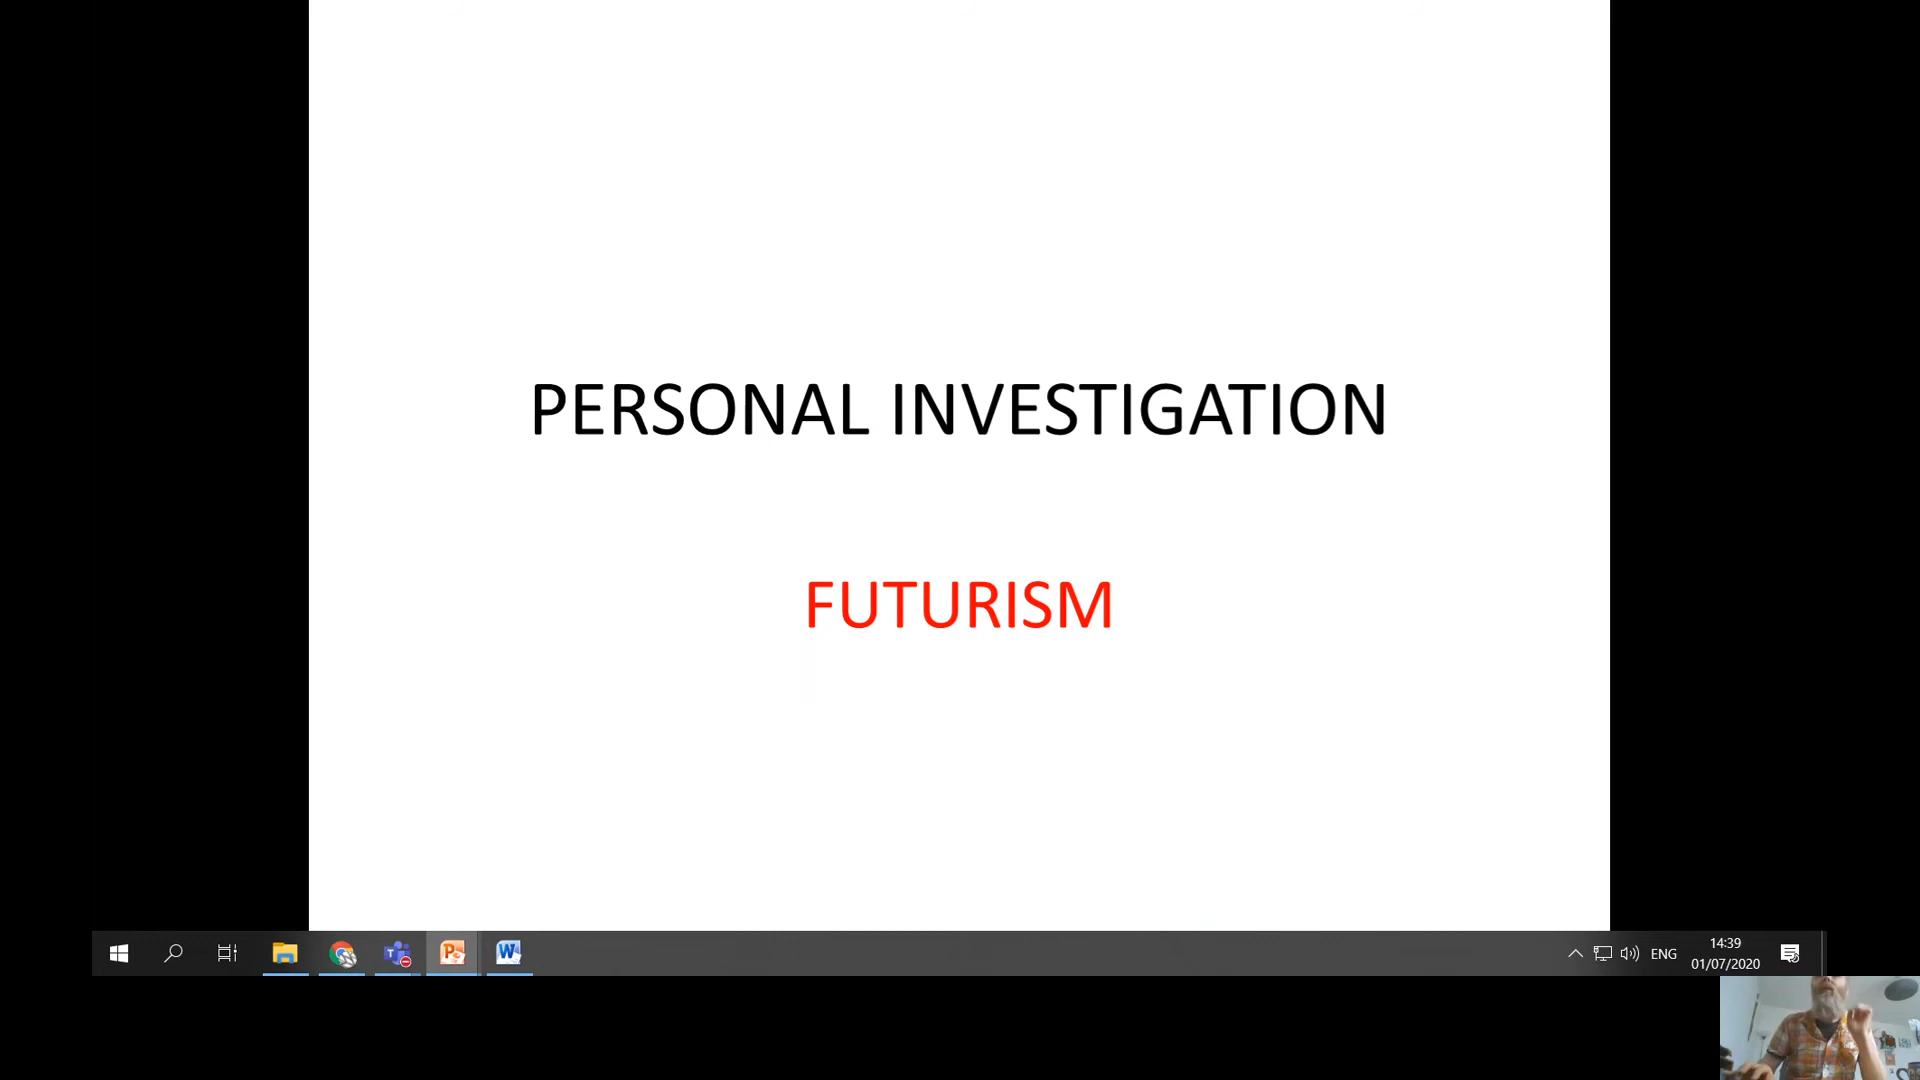 PERSONAL INVESTIGATION
FUTURISM
ENG
14:39
01/07/2020